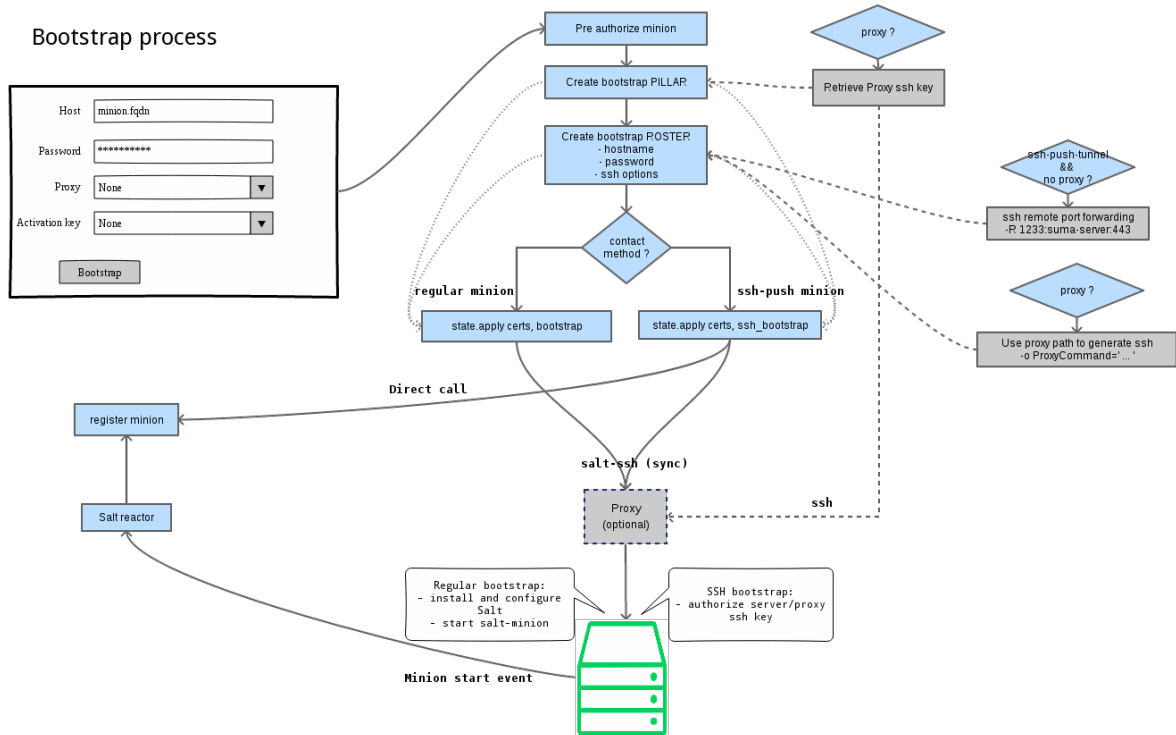 Bootstrap process
Host
minion.fqdn
Password
**********
Proxy
None
Activation key
None
Bootstrap
Pre authorize minion
Create bootstrap PILLAR
Create bootstrap ROSTER
- hostname
- password
- ssh options
contact
method ?
regular minion
ssh-push minion
state.apply certs, bootstrap
state.apply certs, ssh_bootstrap
proxy ?
Retrieve Proxy ssh key
ssh-push-tunnel
&&
no proxy ?
ssh remote port forwarding
-R 1233:suma-server:443
proxy ?
Use proxy path to generate ssh
-o ProxyCommand=' ... '
Direct call
register minion
salt-ssh (sync)
Salt reactor
Proxy
(optional)
ssh
Regular bootstrap:
- install and configure
Salt
- start salt-minion
SSH bootstrap:
- authorize server/proxy
ssh key
Minion start event